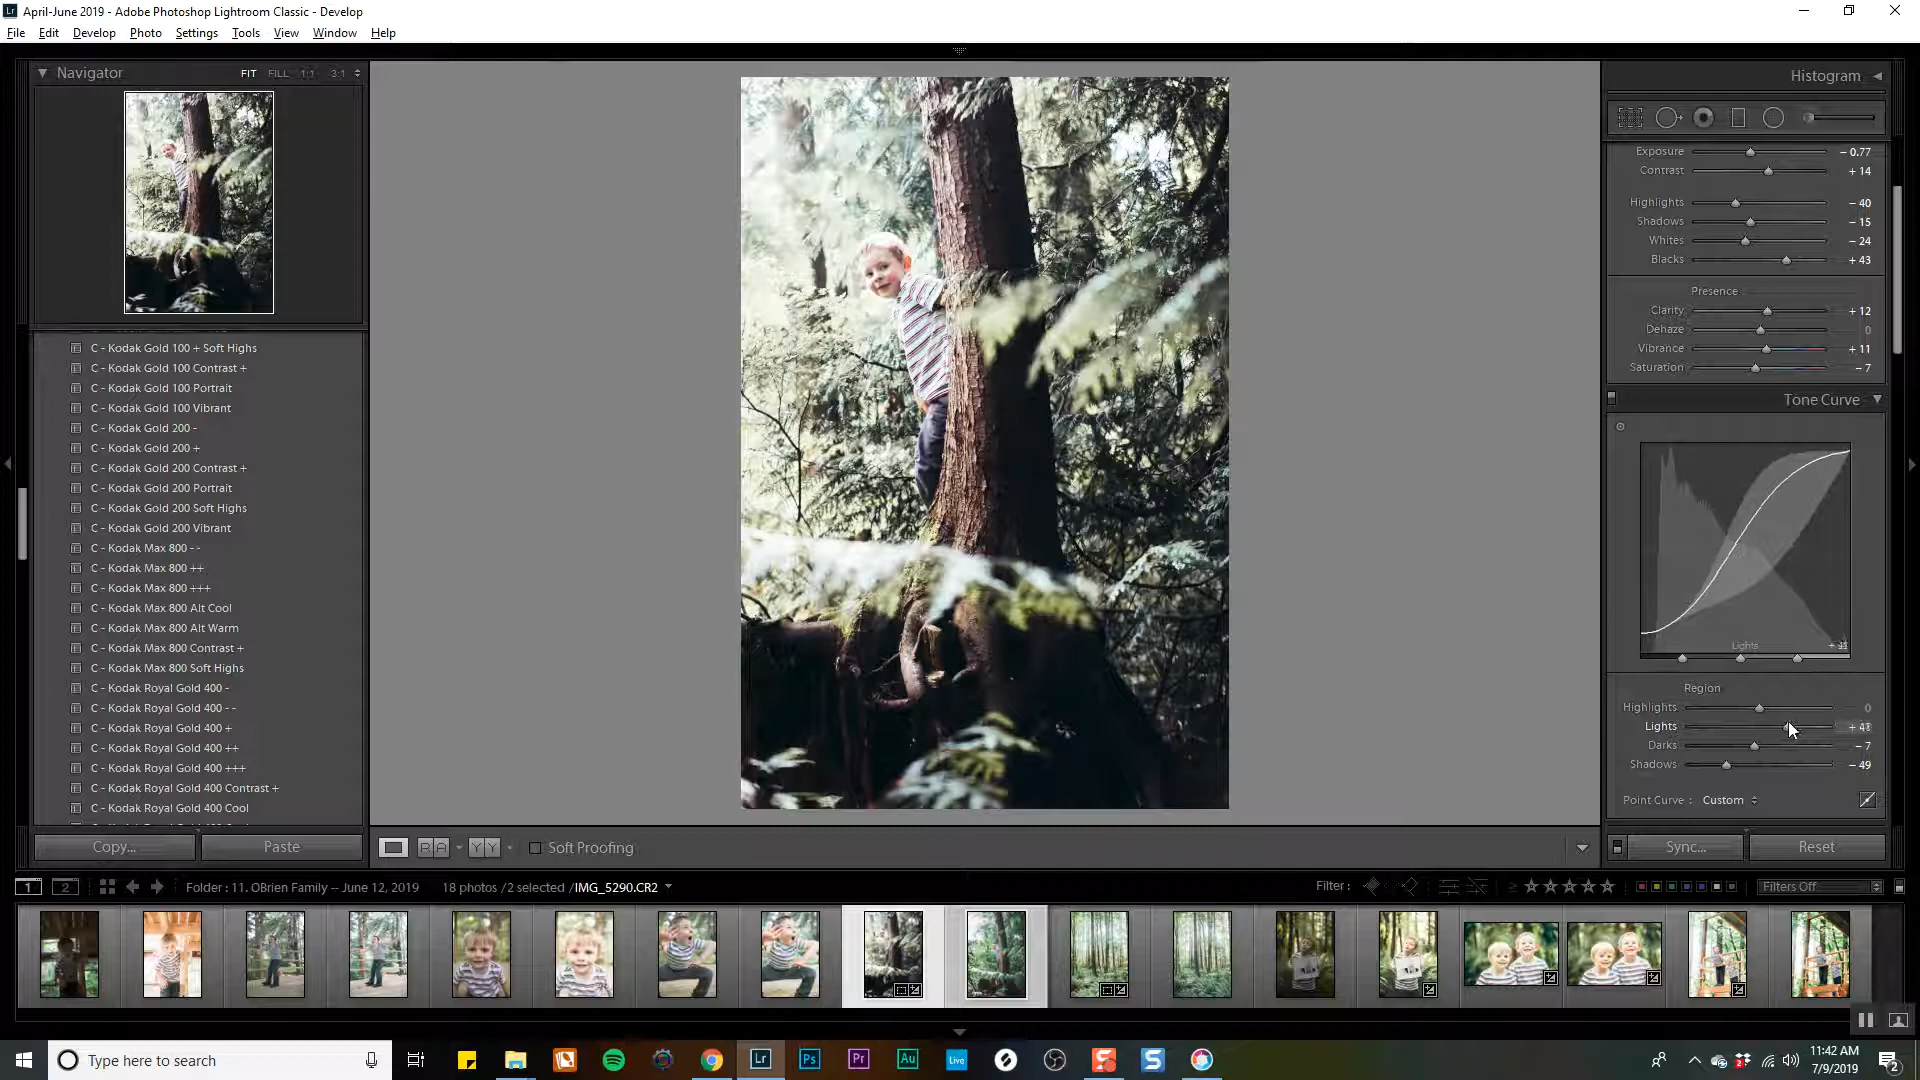 April-June 2019 - Adobe Photoshop Lightroom Classic - Develop
File Edit Develop Photo Settings Tools View Window Help
Navigator FIT FILL 1:1 3:1
C - Kodak Gold 100 + Soft Highs
C - Kodak Gold 100 Contrast +
C - Kodak Gold 100 Portrait
C - Kodak Gold 100 Vibrant
C - Kodak Gold 200 -
C - Kodak Gold 200 +
C - Kodak Gold 200 Contrast +
C - Kodak Gold 200 Portrait
C - Kodak Gold 200 Soft Highs
C - Kodak Gold 200 Vibrant
C - Kodak Max 800 - -
C - Kodak Max 800 ++
C - Kodak Max 800 +++
C - Kodak Max 800 Alt Cool
C - Kodak Max 800 Alt Warm
C - Kodak Max 800 Contrast +
C - Kodak Max 800 Soft Highs
C - Kodak Royal Gold 400 -
C - Kodak Royal Gold 400 - -
C - Kodak Royal Gold 400 +
C - Kodak Royal Gold 400 ++
C - Kodak Royal Gold 400 +++
C - Kodak Royal Gold 400 Contrast +
C - Kodak Royal Gold 400 Cool
Copy... Paste
R A Y Y Soft Proofing
Histogram
Exposure - 0.77
Contrast + 14
Highlights - 40
Shadows - 15
Whites - 24
Blacks + 43
Presence
Clarity + 12
Dehaze 0
Vibrance + 11
Saturation - 7
Tone Curve
Lights
Region
Highlights 0
Lights
Darks - 7
Shadows - 49
Point Curve : Custom
Sync... Reset
1 2 Folder : 11. OBrien Family -- June 12, 2019 18 photos /2 selected /IMG_5290.CR2 Filter : Filters Off
Type here to search Lr Ps Pr Au Live S
11:42 AM
7/9/2019
2